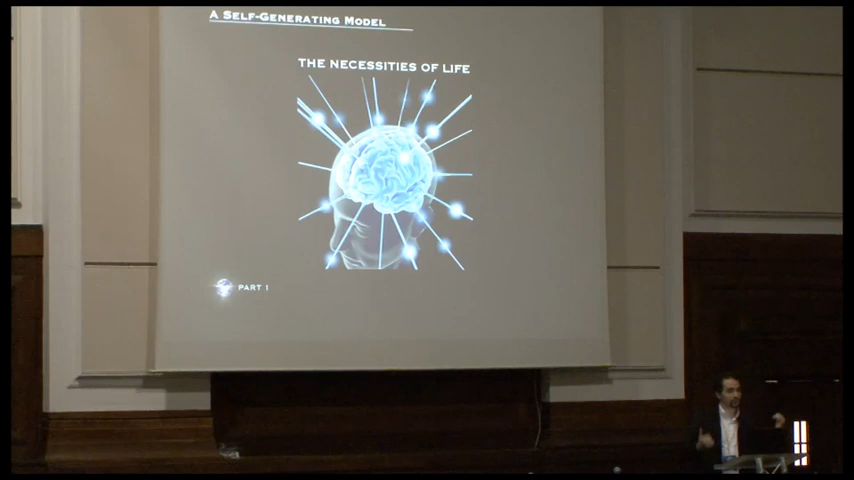 A SELF-GENERATING MODEL
THE NECESSITIES OF LIFE
PART 1